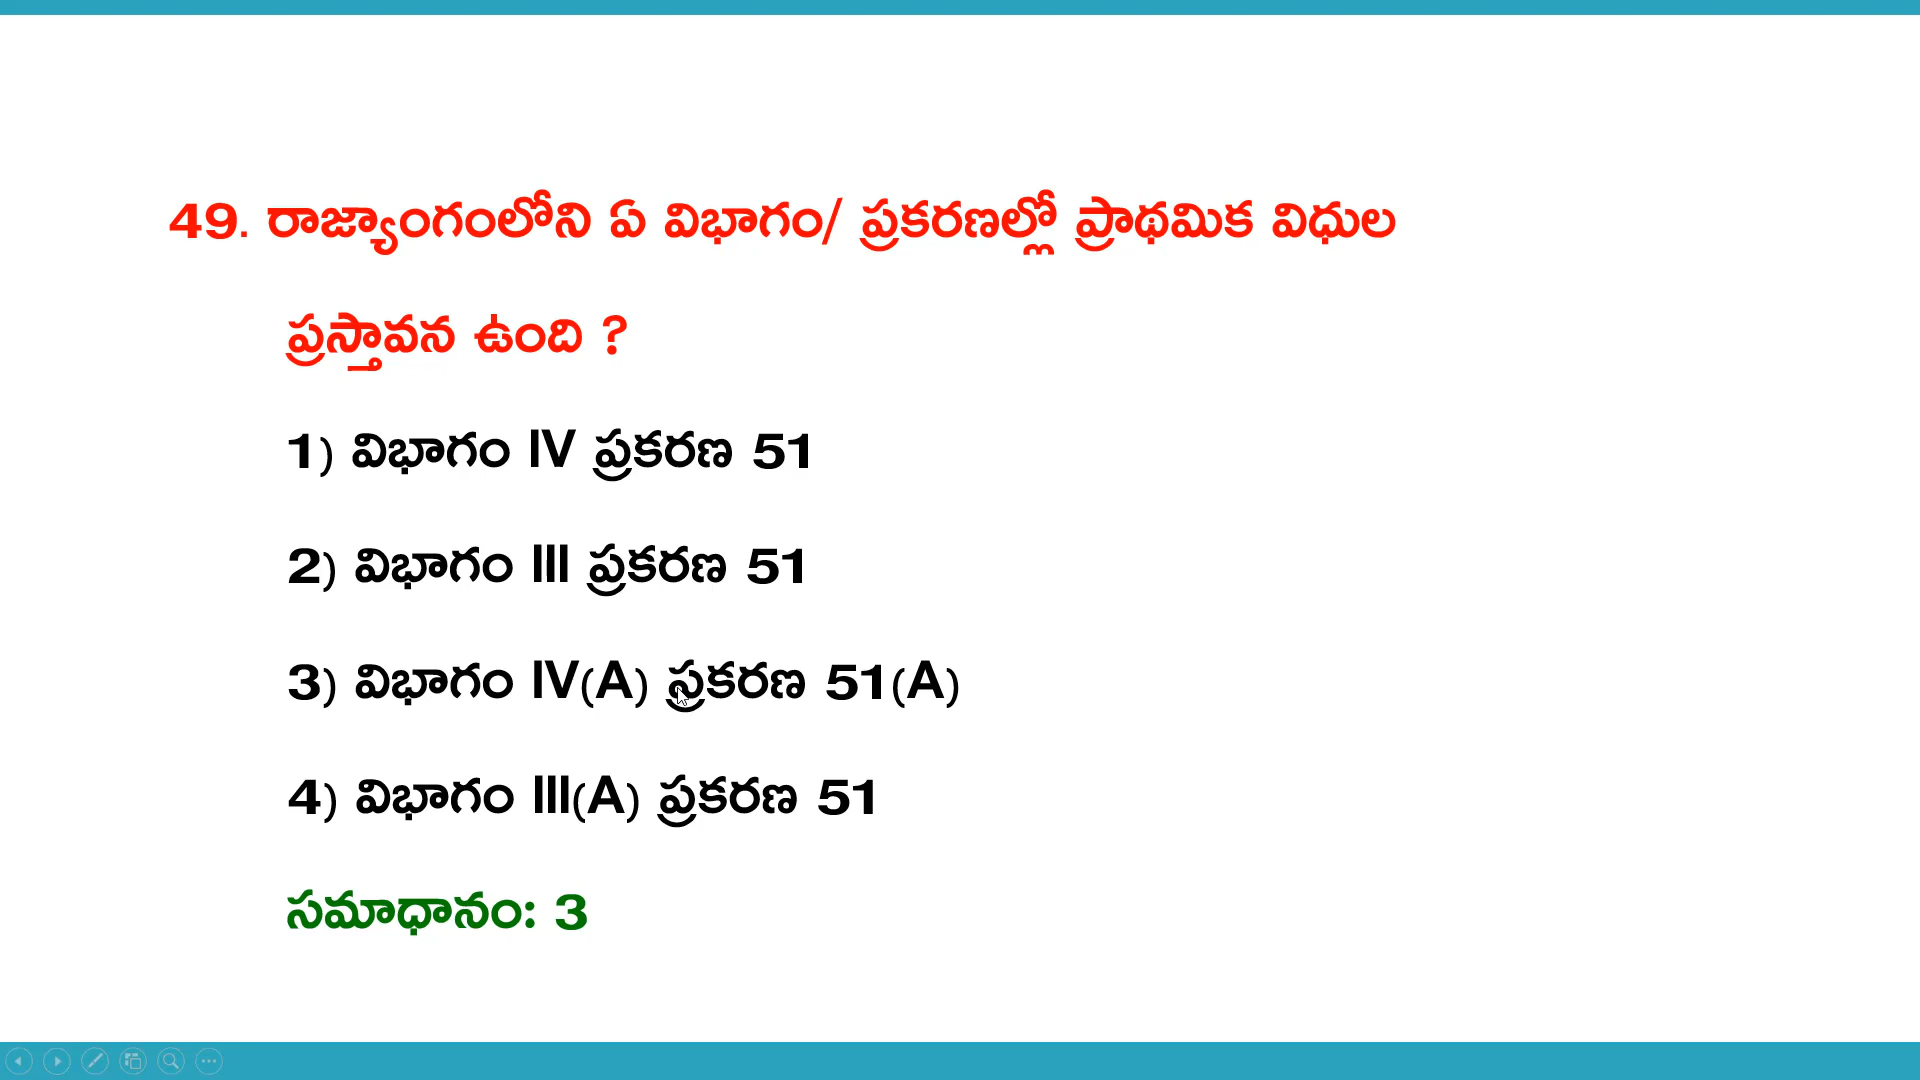 49. రాజ్యాంగంలోని ఏ విభాగం/ ప్రకరణల్లో ప్రాథమిక విధుల
ప్రస్తావన ఉంది ?
1) విభాగం IV ప్రకరణ 51
2) విభాగం III ప్రకరణ 51
3) విభాగం IV(A) ప్రకరణ 51(A)
4) విభాగం III(A) ప్రకరణ 51
సమాధానం: 3